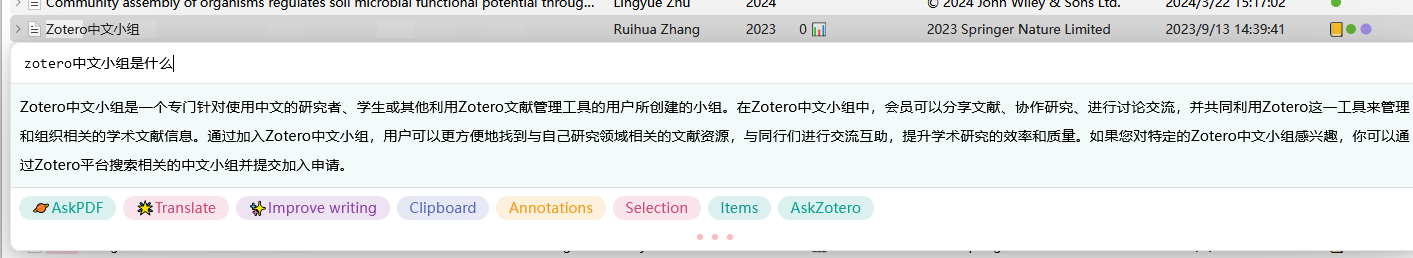 Community assembly of organisms regulates soil microbial functional potential throug... Lingyue Zhu 2024 © 2024 John Wiley & Sons Ltd. 2024/3/22 15:17:02
Zotero中文小组 Ruihua Zhang 2023 0 2023 Springer Nature Limited 2023/9/13 14:39:41
zotero中文小组是什么
Zotero中文小组是一个专门针对使用中文的研究者、学生或其他利用Zotero文献管理工具的用户所创建的小组。在Zotero中文小组中，会员可以分享文献、协作研究、进行讨论交流，并共同利用Zotero这一工具来管
理和组织相关的学术文献信息。通过加入Zotero中文小组，用户可以更方便地找到与自己研究领域相关的文献资源，与同行们进行交流互助，提升学术研究的效率和质量。如果您对特定的Zotero中文小组感兴趣，你可以通
过Zotero平台搜索相关的中文小组并提交加入申请。
AskPDF Translate Improve writing Clipboard Annotations Selection Items AskZotero